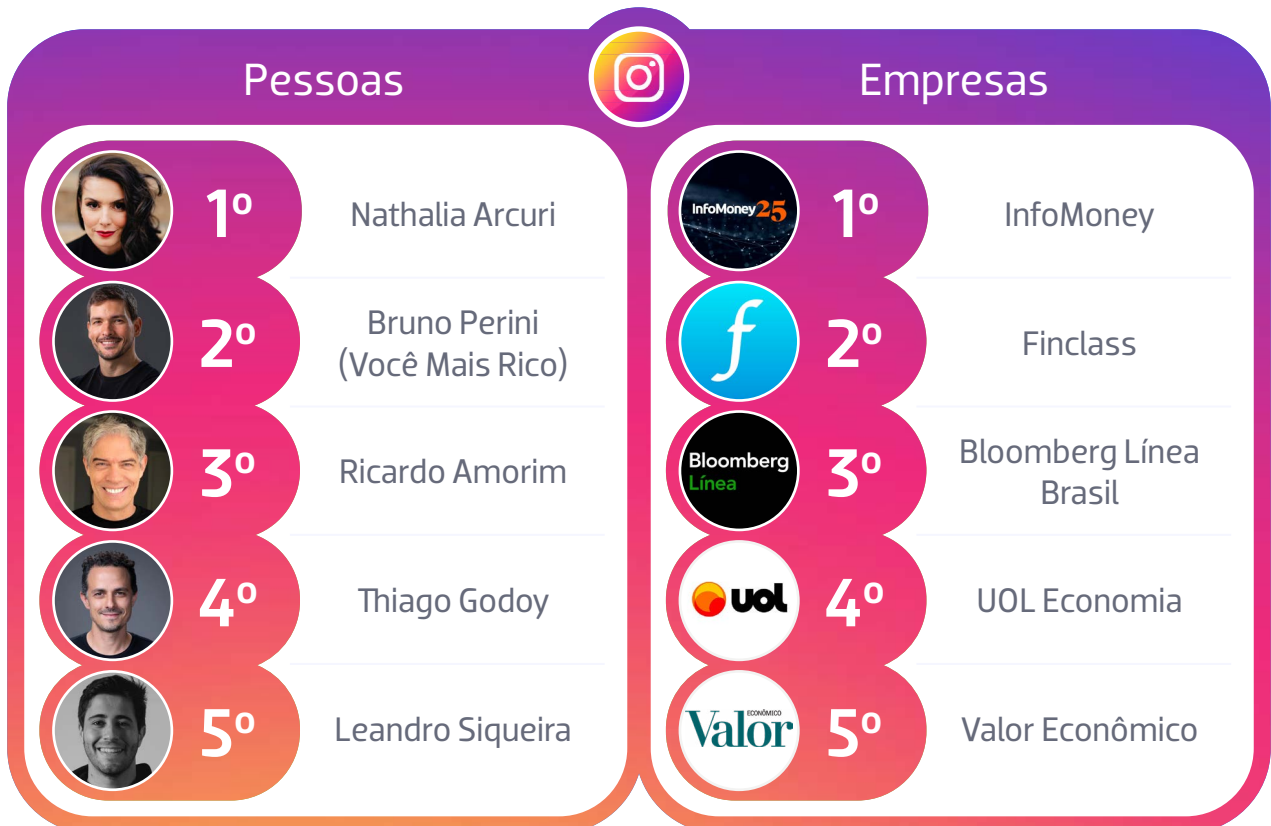 Pessoas
1º
Nathalia Arcuri
2º
Bruno Perini
(Você Mais Rico)
3º
Ricardo Amorim
4º
Thiago Godoy
5º
Leandro Siqueira
Empresas
InfoMoney 25
1º
InfoMoney
f
2º
Finclass
Bloomberg
Línea
3º
Bloomberg Línea
Brasil
uol
4º
UOL Economia
ECONÔMICO
Valor
5º
Valor Econômico